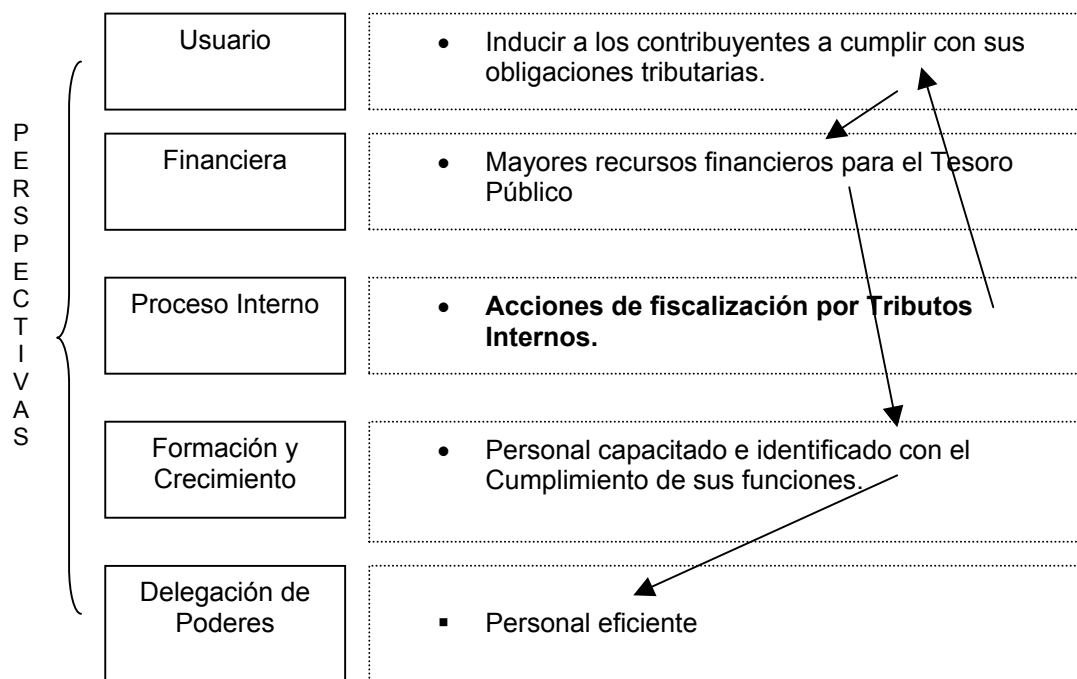 PERSPECTIVAS
Usuario
• Inducir a los contribuyentes a cumplir con sus
obligaciones tributarias.
Financiera
• Mayores recursos financieros para el Tesoro
Público
Proceso Interno
• Acciones de fiscalización por Tributos
Internos.
Formación y
Crecimiento
• Personal capacitado e identificado con el
Cumplimiento de sus funciones.
Delegación de
Poderes
▪ Personal eficiente